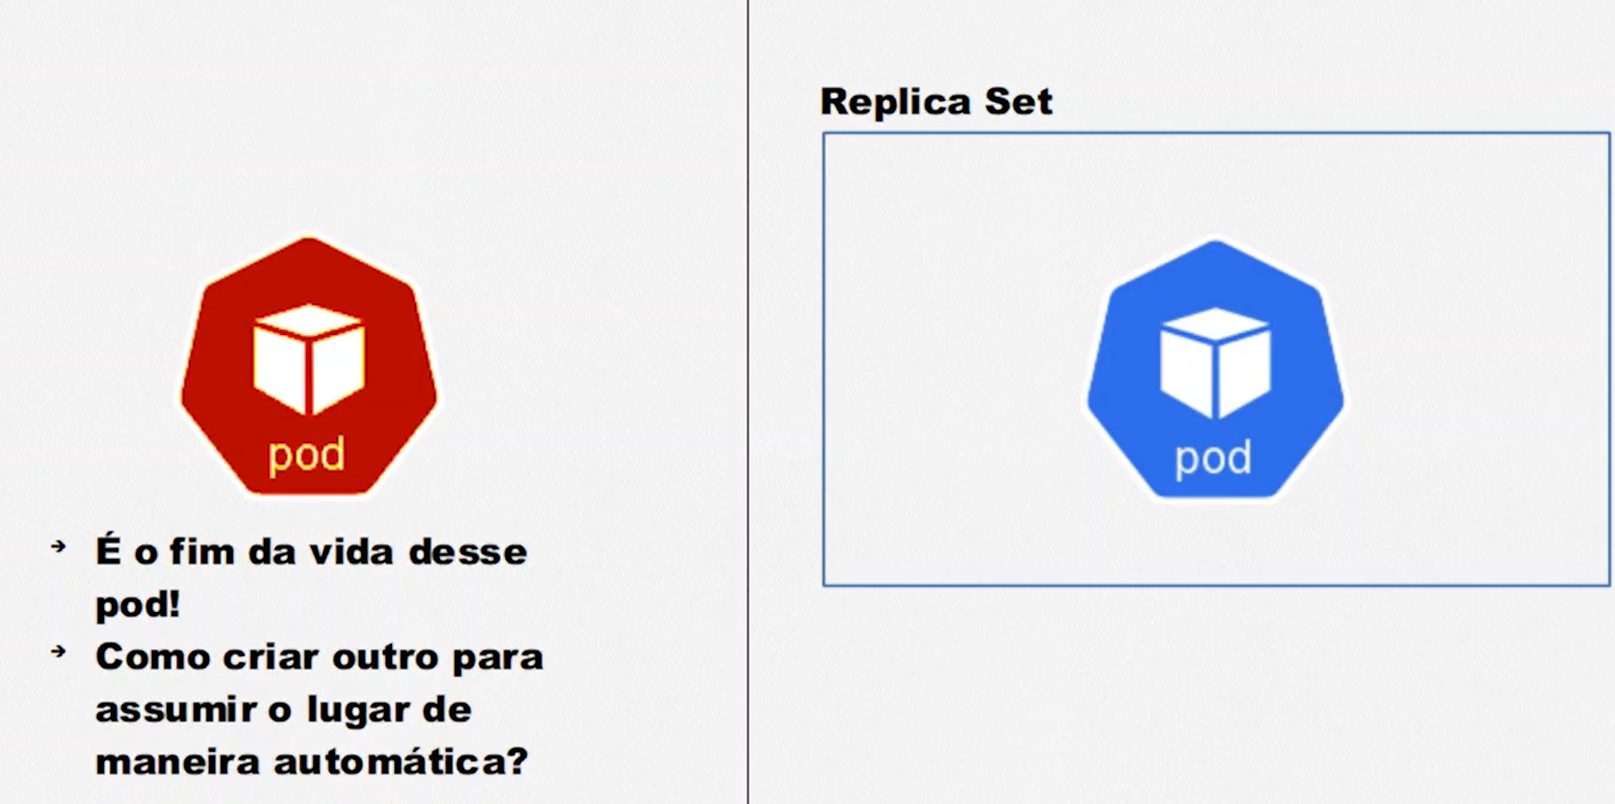 pod
➔ É o fim da vida desse
pod!
➔ Como criar outro para
assumir o lugar de
maneira automática?
Replica Set
pod